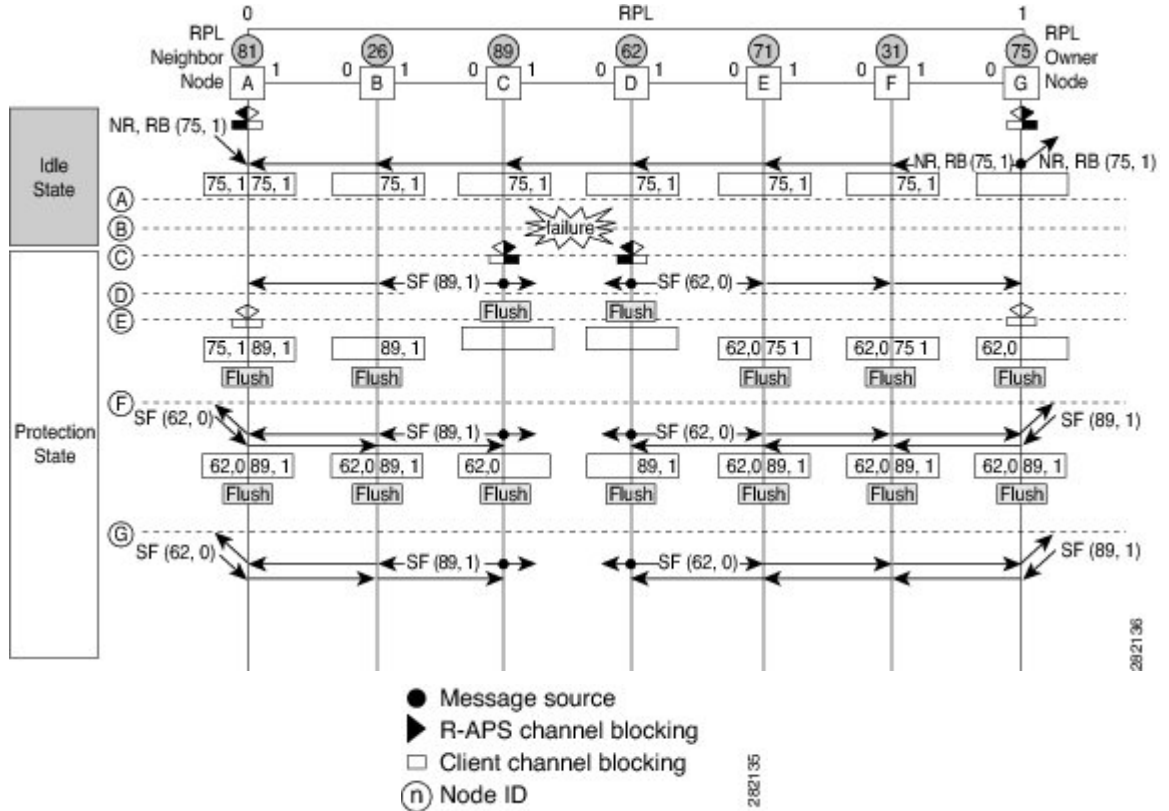 0 RPL 1
RPL Neighbor Node
81 26 89 62 71 31 75
RPL Owner Node
A 1 0 B 1 0 C 1 0 D 1 0 E 1 0 F 1 0 G
Idle State
NR, RB (75, 1)
NR, RB (75, 1)
NR, RB (75, 1)
75, 1 75, 1
75, 1
75, 1
75, 1
75, 1
75, 1
A
B
failure
C
SF (89, 1)
SF (62, 0)
D
Flush
Flush
E
75, 1 89, 1
89, 1
62,0 75 1
62,0 75 1
62,0
Flush
Flush
Flush
Flush
Flush
Protection State
F
SF (62, 0)
SF (89, 1)
SF (62, 0)
SF (89, 1)
62,0 89, 1
62,0 89, 1
62,0
89, 1
62,0 89, 1
62,0 89, 1
62,0 89, 1
Flush
Flush
Flush
Flush
Flush
Flush
Flush
G
SF (62, 0)
SF (89, 1)
SF (62, 0)
SF (89, 1)
282136
Message source
R-APS channel blocking
Client channel blocking
n Node ID
282135